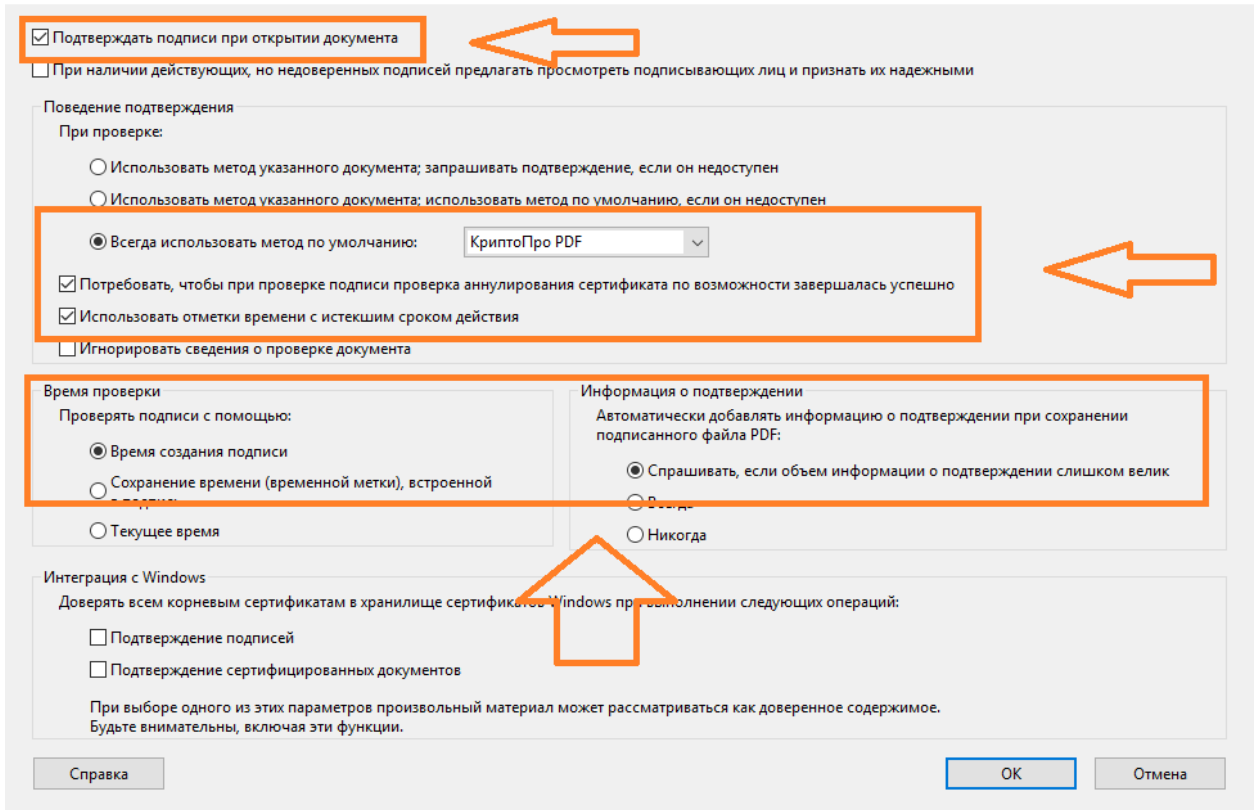 Подтверждать подписи при открытии документа
При наличии действующих, но недоверенных подписей предлагать просмотреть подписывающих лиц и признать их надежными
Поведение подтверждения
При проверке:
Использовать метод указанного документа; запрашивать подтверждение, если он недоступен
Использовать метод указанного документа; использовать метод по умолчанию, если он недоступен
Всегда использовать метод по умолчанию: КриптоПро PDF
Потребовать, чтобы при проверке подписи проверка аннулирования сертификата по возможности завершалась успешно
Использовать отметки времени с истекшим сроком действия
Игнорировать сведения о проверке документа
Время проверки
Проверять подписи с помощью:
Время создания подписи
Сохранение времени (временной метки), встроенной
в подпись
Текущее время
Информация о подтверждении
Автоматически добавлять информацию о подтверждении при сохранении
подписанного файла PDF:
Спрашивать, если объем информации о подтверждении слишком велик
Всегда
Никогда
Интеграция с Windows
Доверять всем корневым сертификатам в хранилище сертификатов Windows при выполнении следующих операций:
Подтверждение подписей
Подтверждение сертифицированных документов
При выборе одного из этих параметров произвольный материал может рассматриваться как доверенное содержимое.
Будьте внимательны, включая эти функции.
Справка
ОК
Отмена